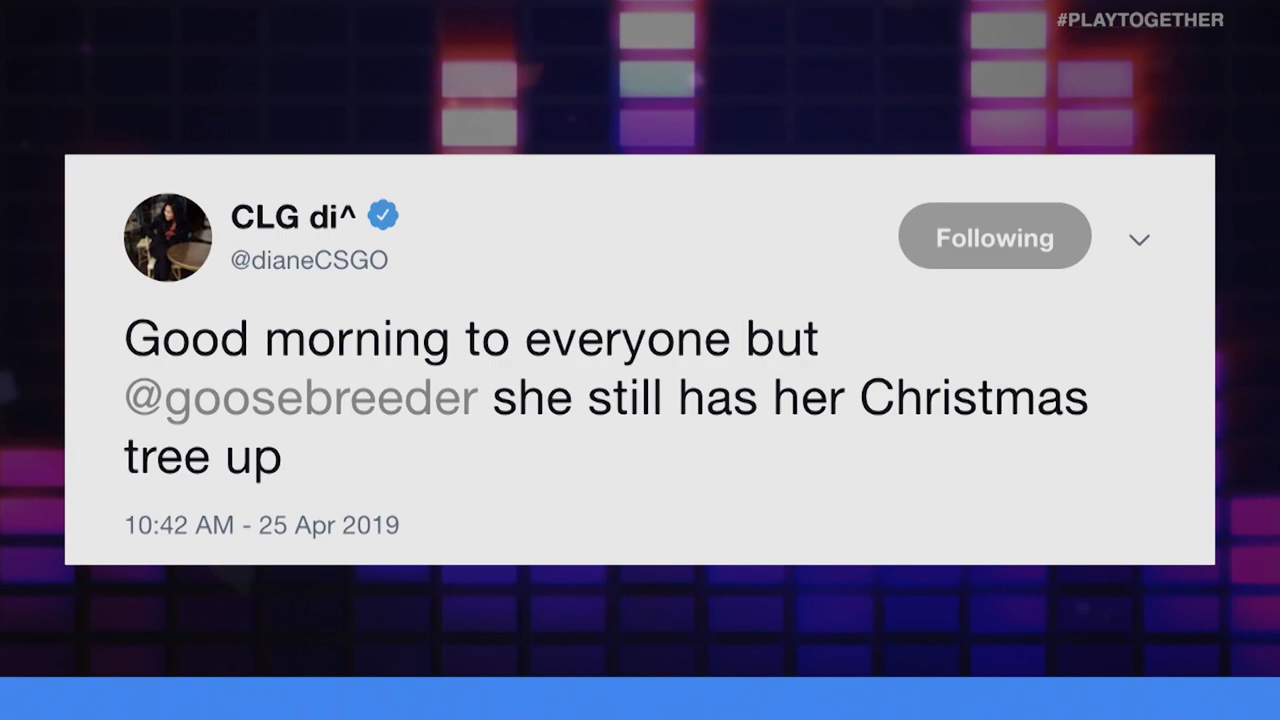 #PLAYTOGETHER
CLG di^
@dianeCSGO
Following
Good morning to everyone but
@goosebreeder she still has her Christmas
tree up
10:42 AM - 25 Apr 2019